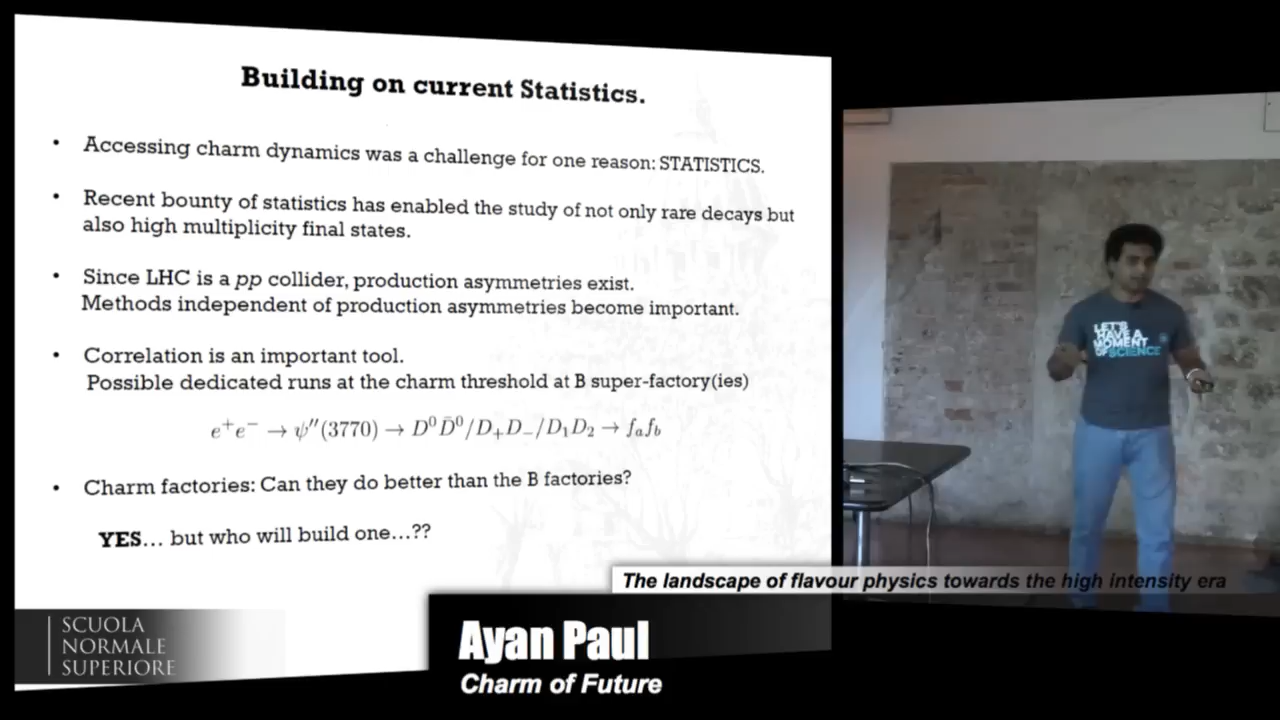 Building on current Statistics.
• Accessing charm dynamics was a challenge for one reason: STATISTICS.
• Recent bounty of statistics has enabled the study of not only rare decays but
also high multiplicity final states.
• Since LHC is a pp collider, production asymmetries exist.
Methods independent of production asymmetries become important.
• Correlation is an important tool.
Possible dedicated runs at the charm threshold at B super-factory(ies)
e⁺e⁻ → ψ″(3770) → D⁰D̄⁰/D₊D₋/D₁D₂ → fₐf_b
• Charm factories: Can they do better than the B factories?
YES... but who will build one...??
LET'S
HAVE A
MOMENT
OF SCIENCE
The landscape of flavour physics towards the high intensity era
SCUOLA
NORMALE
SUPERIORE
Ayan Paul
Charm of Future